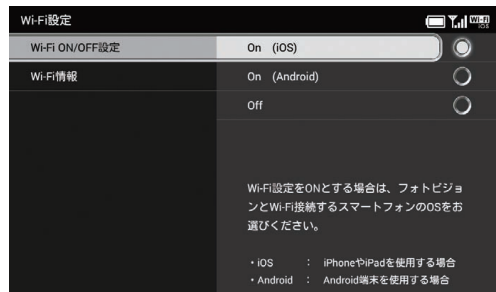 Wi-Fi設定
Wi-Fi
iOS
Wi-Fi ON/OFF設定
On (iOS)
Wi-Fi情報
On (Android)
Off
Wi-Fi設定をONとする場合は、フォトビジョ
ンとWi-Fi接続するスマートフォンのOSをお
選びください。
・iOS : iPhoneやiPadを使用する場合
・Android : Android端末を使用する場合